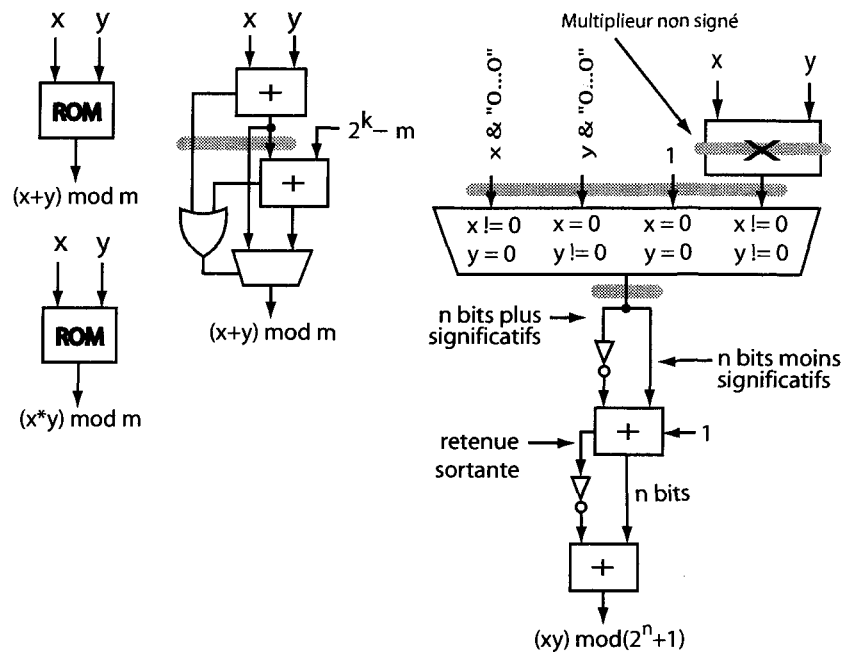 x y
ROM
(x+y) mod m
x y
ROM
(x*y) mod m
x y
+
2^k – m
+
(x+y) mod m
Multiplieur non signé
x & "0...0"
y & "0...0"
1
x y
X
x != 0 x = 0 x = 0 x != 0
y = 0 y != 0 y = 0 y != 0
n bits plus
significatifs
n bits moins
significatifs
+
1
retenue
sortante
n bits
+
(xy) mod(2^n+1)